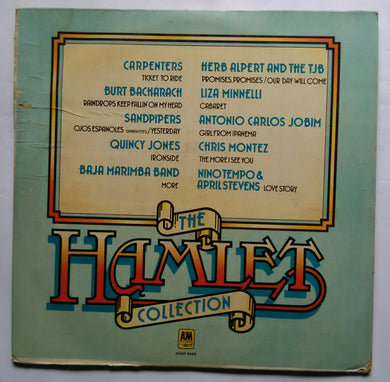 CARPENTERS
TICKET TO RIDE
BURT BACHARACH
RAINDROPS KEEP FALLIN' ON MY HEAD
SANDPIPERS
OJOS ESPANOLES /YESTERDAY
QUINCY JONES
IRONSIDE
BAJA MARIMBA BAND
MORE
HERB ALPERT AND THE TJB
PROMISES, PROMISES / OUR DAY WILL COME
LIZA MINNELLI
CABARET
ANTONIO CARLOS JOBIM
GIRL FROM IPANEMA
CHRIS MONTEZ
THE MORE I SEE YOU
NINO TEMPO &
APRIL STEVENS LOVE STORY
THE
HAMLET
COLLECTION
A&M